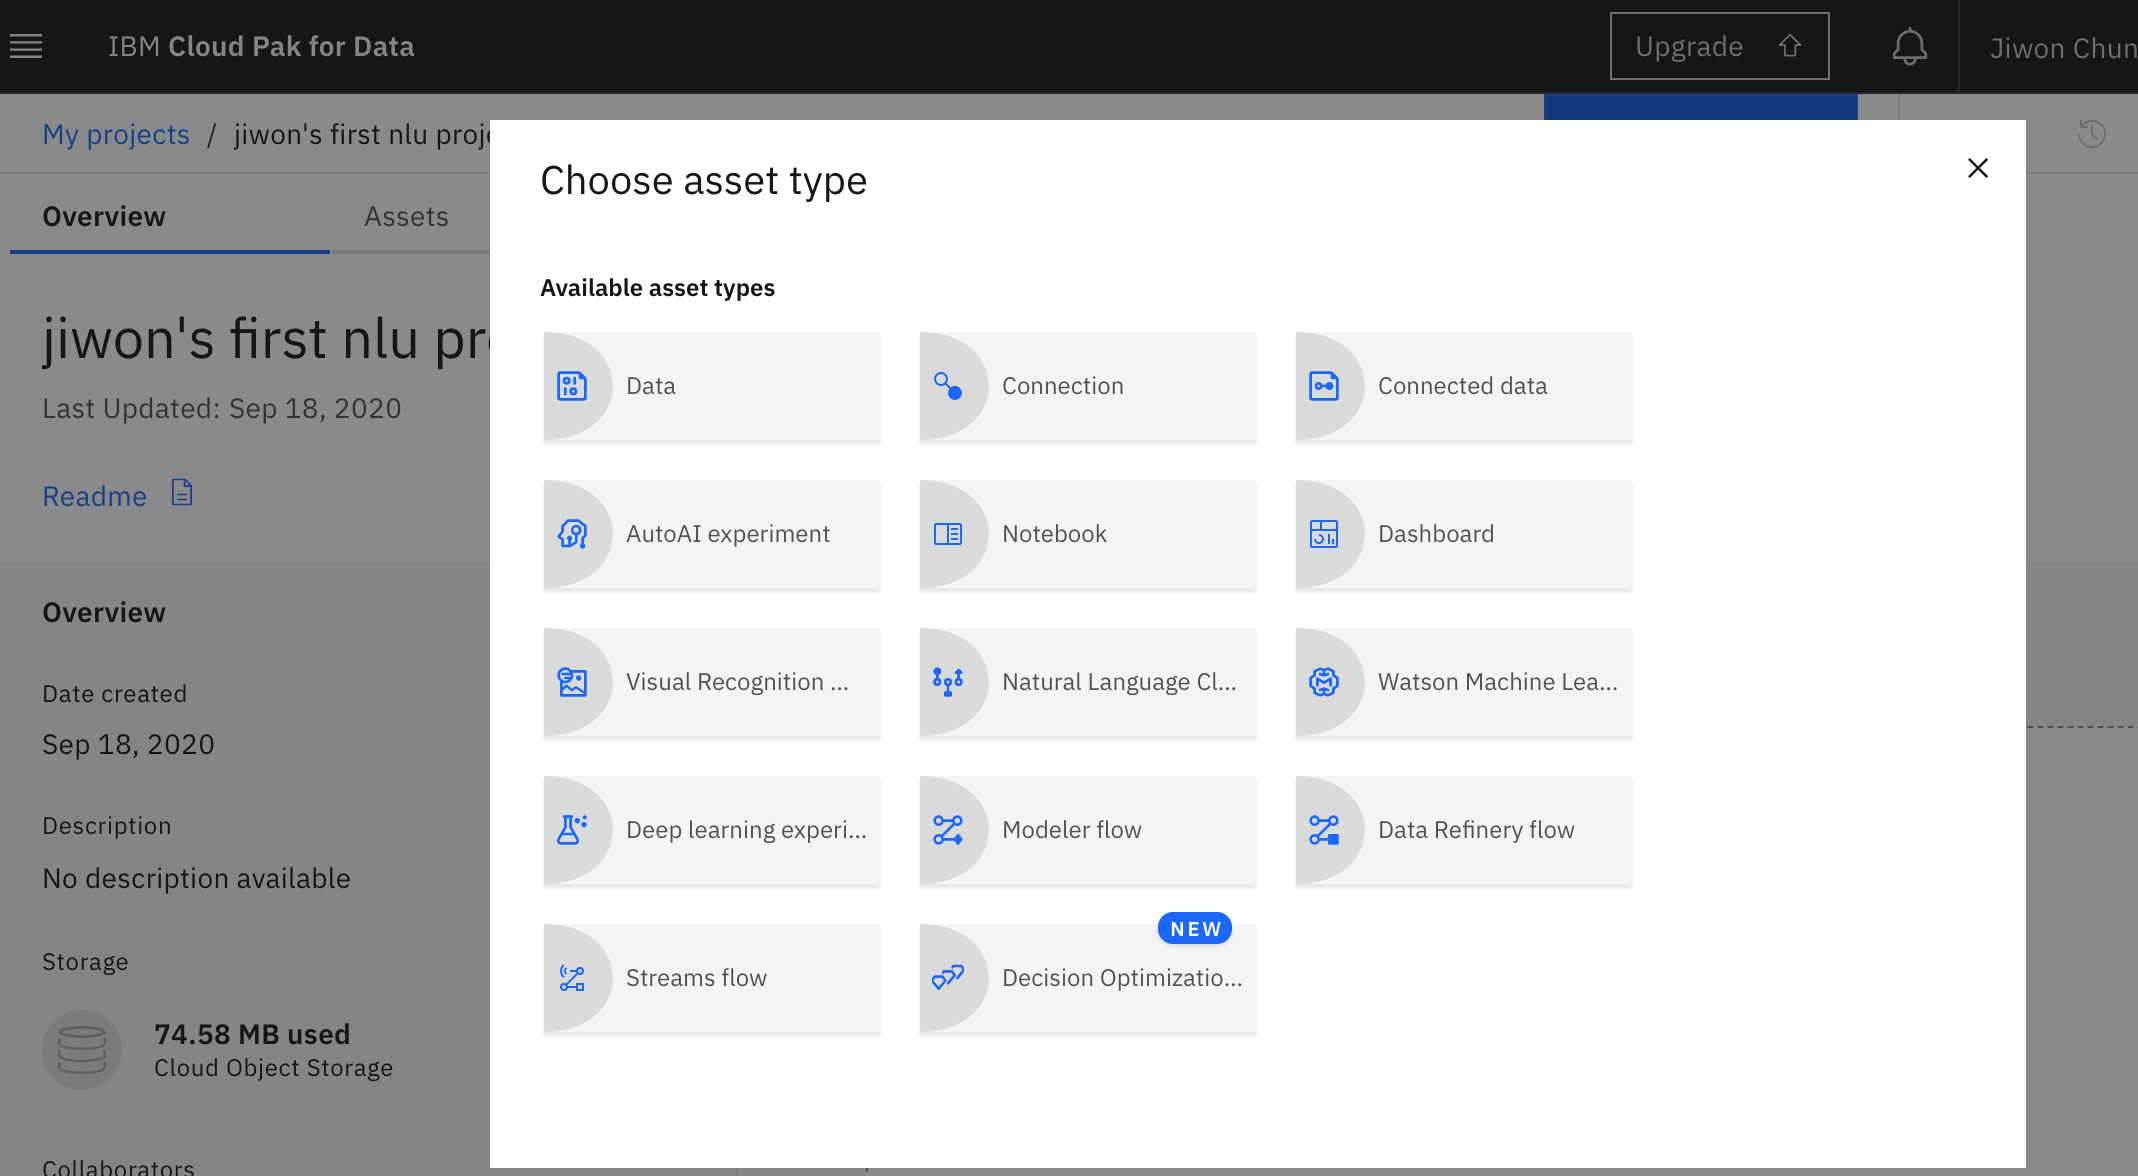 IBM Cloud Pak for Data
Upgrade
Jiwon Chun
My projects / jiwon's first nlu proje
Choose asset type
Overview
Assets
Available asset types
jiwon's first nlu pro
Last Updated: Sep 18, 2020
Readme
Data
Connection
Connected data
AutoAI experiment
Notebook
Dashboard
Visual Recognition ...
Natural Language Cl...
Watson Machine Lea...
Deep learning experi...
Modeler flow
Data Refinery flow
NEW
Streams flow
Decision Optimizatio...
Overview
Date created
Sep 18, 2020
Description
No description available
Storage
74.58 MB used
Cloud Object Storage
Collaborators